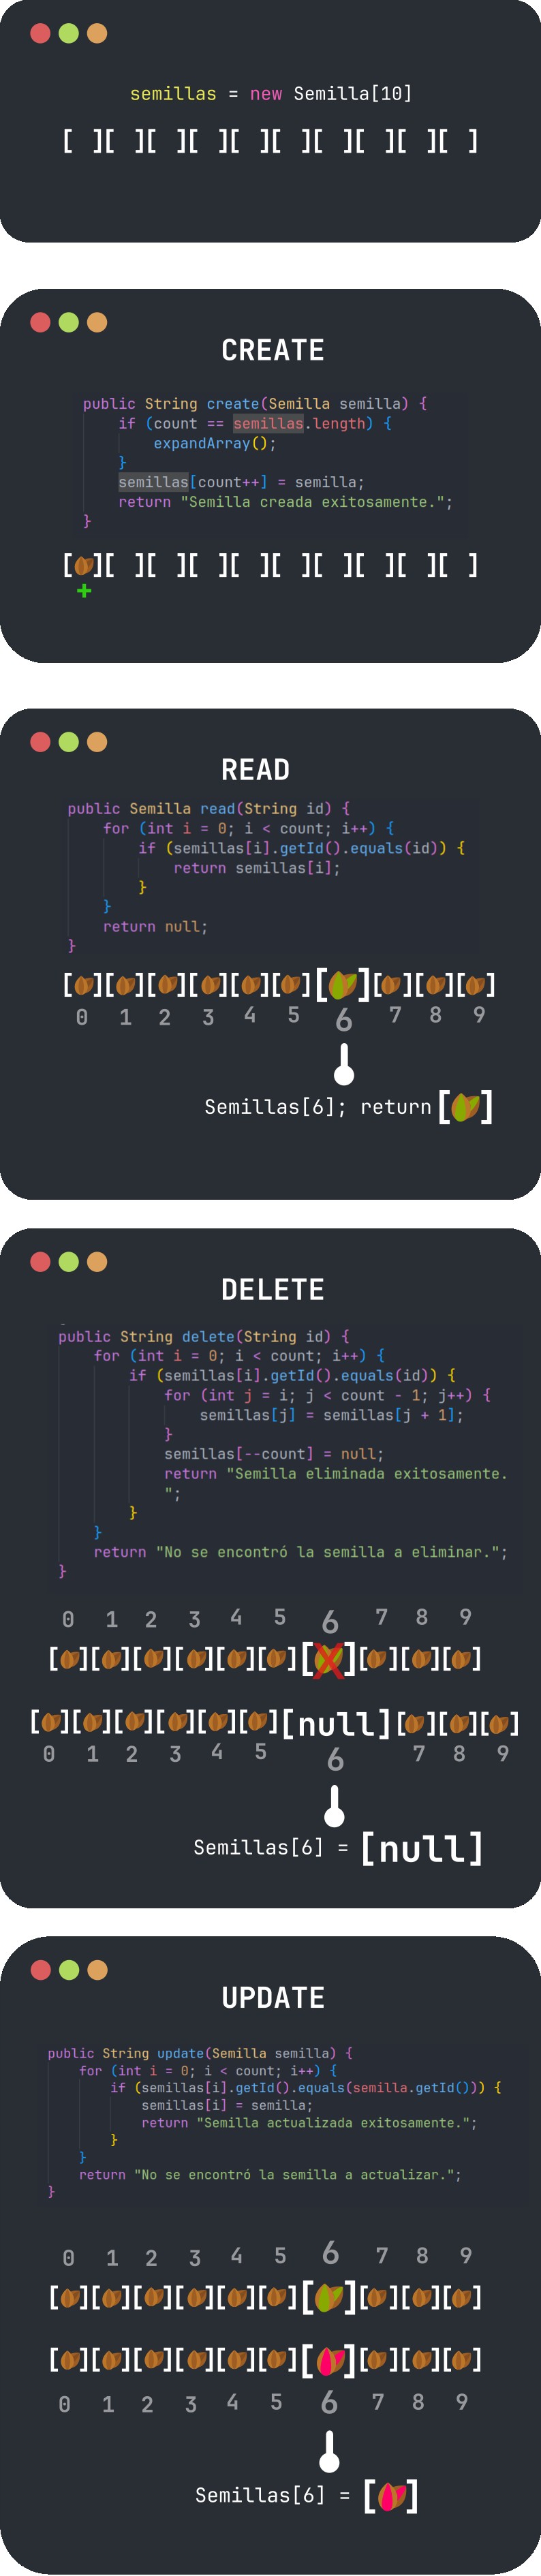 semillas = new Semilla[10]
[ ][ ][ ][ ][ ][ ][ ][ ][ ][ ]
CREATE
public String create(Semilla semilla) {
if (count == semillas.length) {
expandArray();
}
semillas[count++] = semilla;
return "Semilla creada exitosamente.";
}
[ ][ ][ ][ ][ ][ ][ ][ ][ ][ ]
+
READ
public Semilla read(String id) {
for (int i = 0; i < count; i++) {
if (semillas[i].getId().equals(id)) {
return semillas[i];
}
}
return null;
}
[ ][ ][ ][ ][ ][ ][ ][ ][ ][ ]
0 1 2 3 4 5 6 7 8 9
Semillas[6]; return[ ]
DELETE
public String delete(String id) {
for (int i = 0; i < count; i++) {
if (semillas[i].getId().equals(id)) {
for (int j = i; j < count - 1; j++) {
semillas[j] = semillas[j + 1];
}
semillas[--count] = null;
return "Semilla eliminada exitosamente.
";
}
}
return "No se encontró la semilla a eliminar.";
}
0 1 2 3 4 5 6 7 8 9
[ ][ ][ ][ ][ ][ ][X][ ][ ][ ]
[ ][ ][ ][ ][ ][ ][null][ ][ ][ ]
0 1 2 3 4 5 6 7 8 9
Semillas[6] = [null]
UPDATE
public String update(Semilla semilla) {
for (int i = 0; i < count; i++) {
if (semillas[i].getId().equals(semilla.getId())) {
semillas[i] = semilla;
return "Semilla actualizada exitosamente.";
}
}
return "No se encontró la semilla a actualizar.";
}
0 1 2 3 4 5 6 7 8 9
[ ][ ][ ][ ][ ][ ][ ][ ][ ][ ]
[ ][ ][ ][ ][ ][ ][ ][ ][ ][ ]
0 1 2 3 4 5 6 7 8 9
Semillas[6] = [ ]